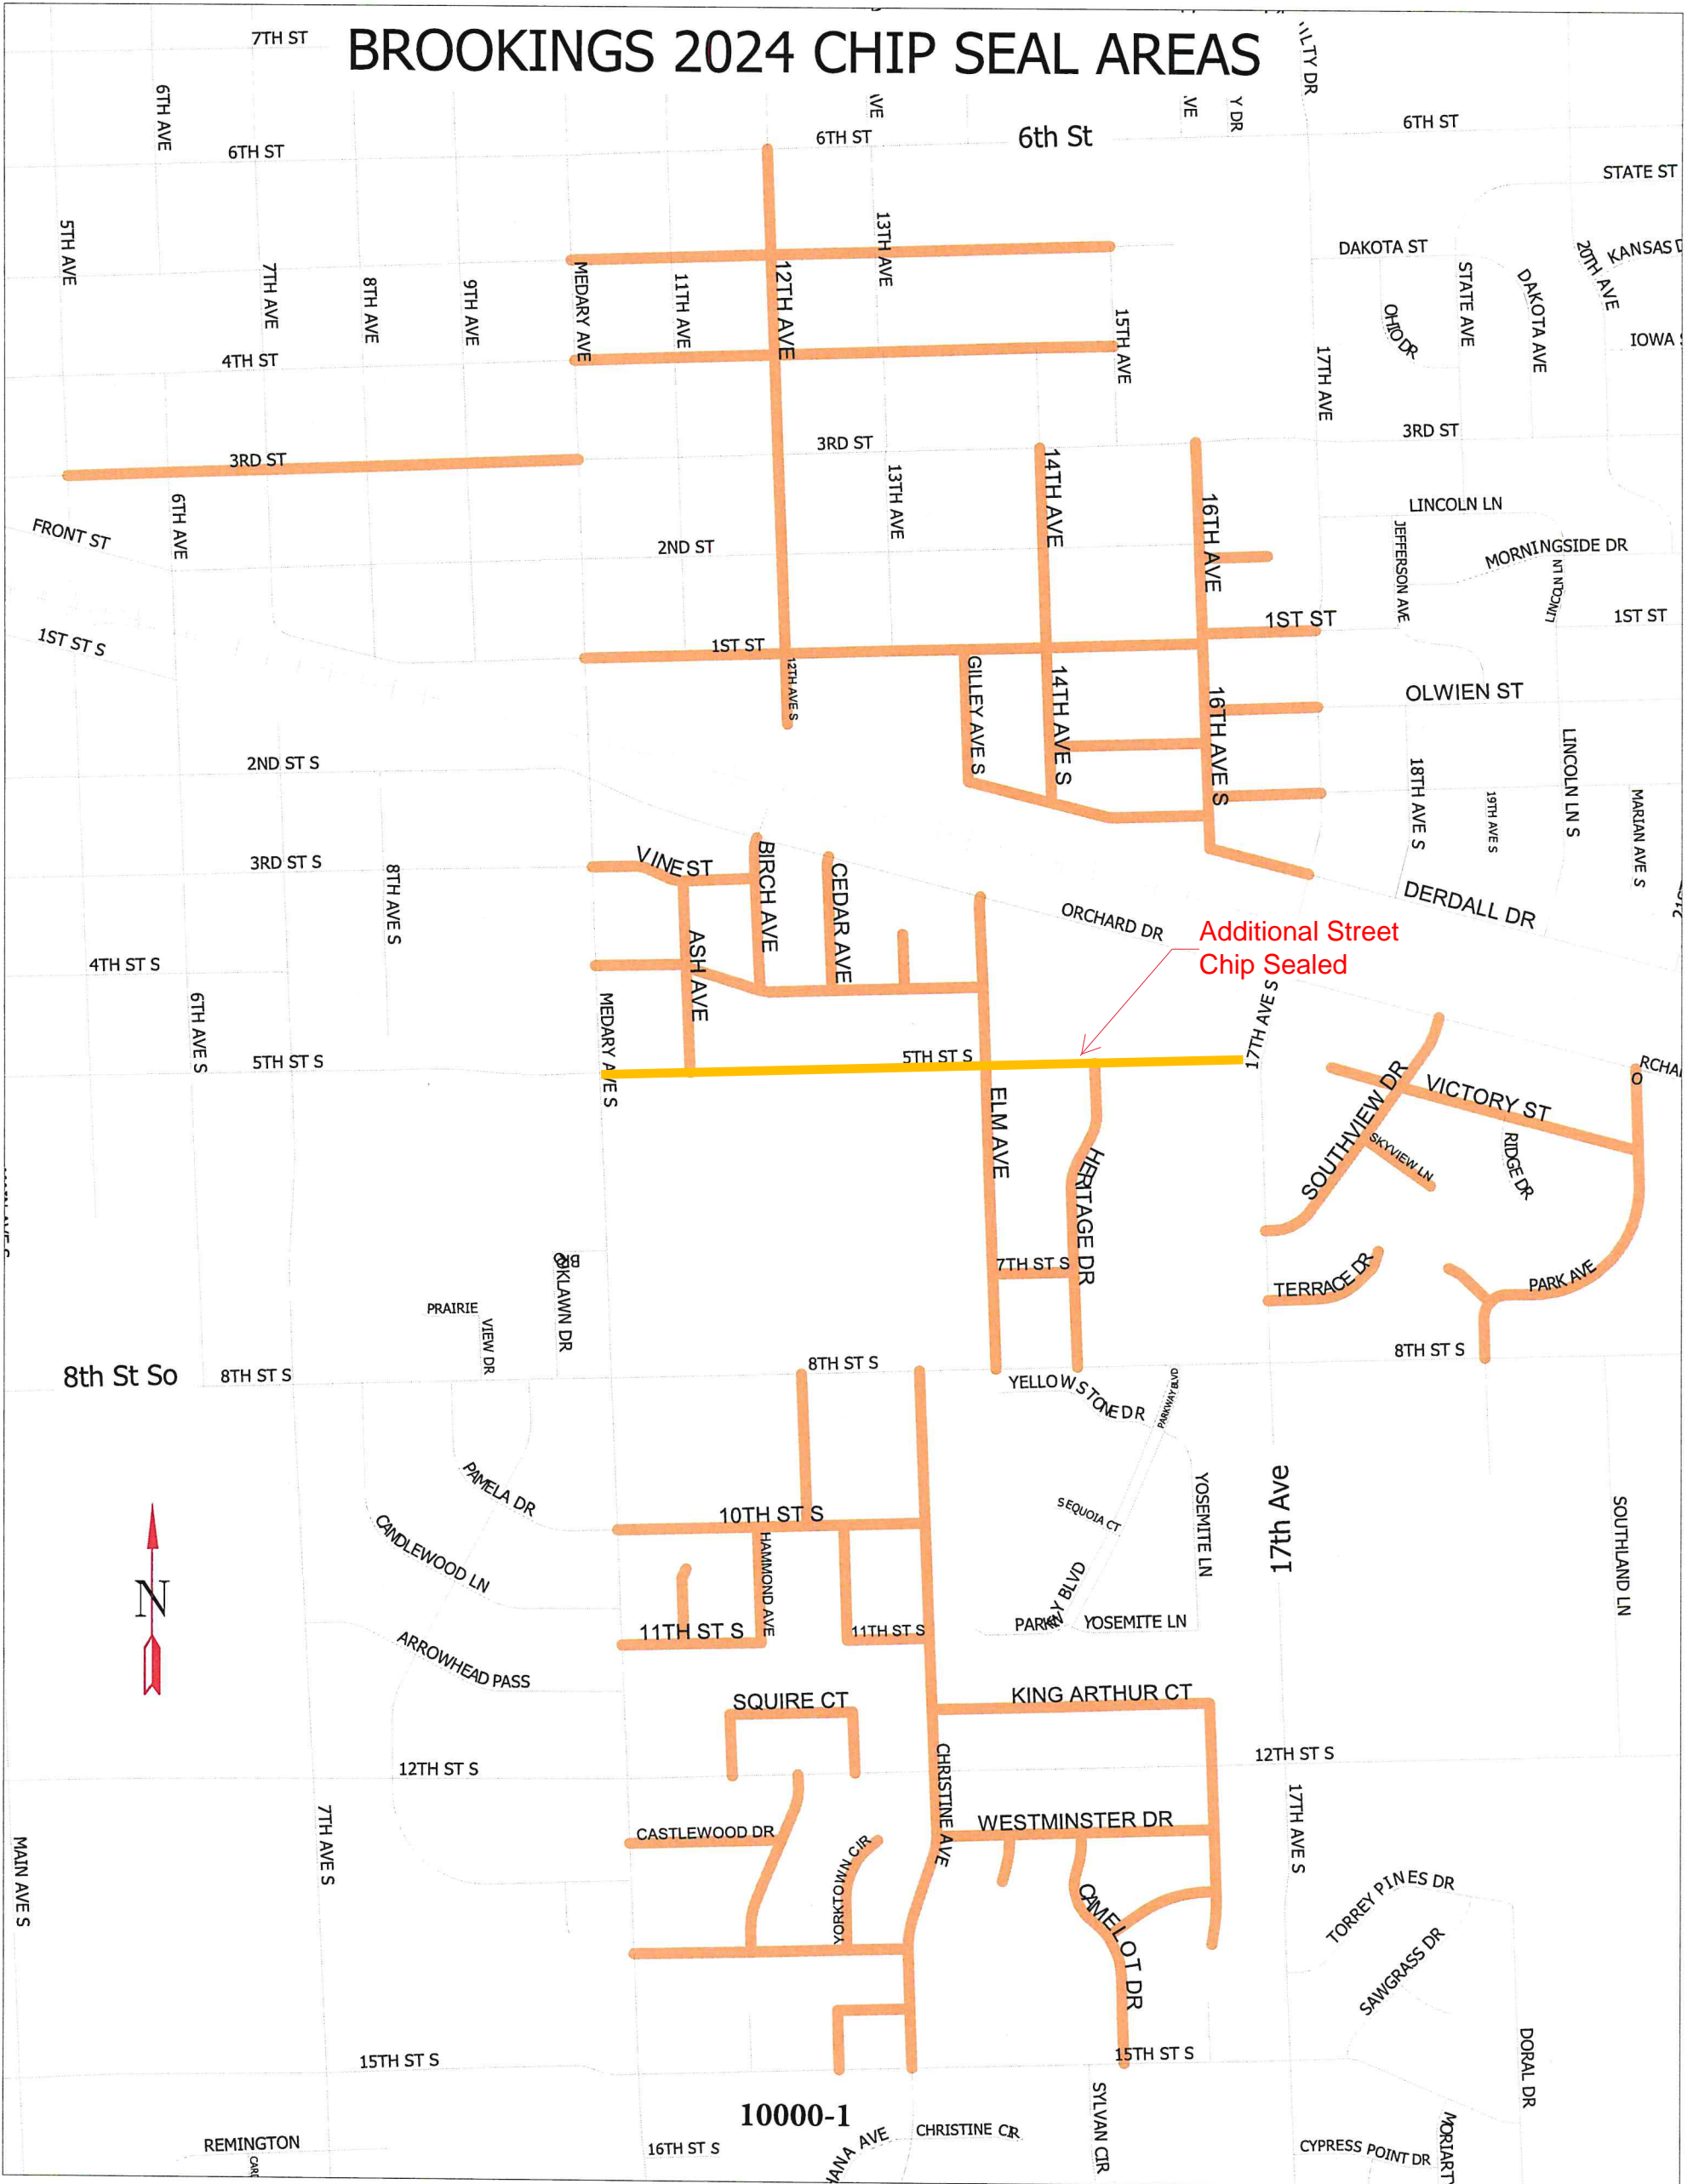 BROOKINGS 2024 CHIP SEAL AREAS
7TH ST
6TH AVE
6TH ST
AVE
6TH ST
6th St
Y DR
6TH ST
STATE ST
5TH AVE
7TH AVE
8TH AVE
9TH AVE
MEDARY AVE
11TH AVE
12TH AVE
13TH AVE
15TH AVE
17TH AVE
DAKOTA ST
OHIO DR
STATE AVE
DAKOTA AVE
20TH AVE
KANSAS D
IOWA
4TH ST
3RD ST
3RD ST
3RD ST
6TH AVE
FRONT ST
2ND ST
13TH AVE
14TH AVE
16TH AVE
LINCOLN LN
JEFFERSON AVE
MORNINGSIDE DR
LINCOLN LN
1ST ST
1ST ST
1ST ST S
1ST ST
12TH AVE S
GILLEY AVE S
14TH AVE S
16TH AVE S
OLWIEN ST
2ND ST S
18TH AVE S
19TH AVE S
LINCOLN LN S
MARIAN AVE S
3RD ST S
8TH AVE S
VINE ST
BIRCH AVE
CEDAR AVE
ORCHARD DR
DERDALL DR
Additional Street
Chip Sealed
4TH ST S
6TH AVE S
ASH AVE
MEDARY AVE S
17TH AVE S
5TH ST S
5TH ST S
ELM AVE
HERITAGE DR
SOUTHVIEW DR
VICTORY ST
SKYVIEW LN
RIDGE DR
O
RCHA
7TH ST S
TERRACE DR
PARK AVE
PRAIRIE
VIEW DR
8th St So
8TH ST S
8TH ST S
8TH ST S
YELLOWSTONE DR
PARKWAY BLVD
PAMELA DR
CANDLEWOOD LN
10TH ST S
HAMMOND AVE
SEQUOIA CT
YOSEMITE LN
17th Ave
SOUTHLAND LN
N
ARROWHEAD PASS
11TH ST S
11TH ST S
PARKWAY BLVD
YOSEMITE LN
SQUIRE CT
KING ARTHUR CT
12TH ST S
CHRISTINE AVE
12TH ST S
MAIN AVE S
7TH AVE S
CASTLEWOOD DR
YORKTOWN CIR
WESTMINSTER DR
17TH AVE S
CAMELOT DR
TORREY PINES DR
SAWGRASS DR
15TH ST S
15TH ST S
DORAL DR
10000-1
REMINGTON
16TH ST S
HANA AVE
CHRISTINE CIR
SYLVAN CIR
CYPRESS POINT DR
MORIART